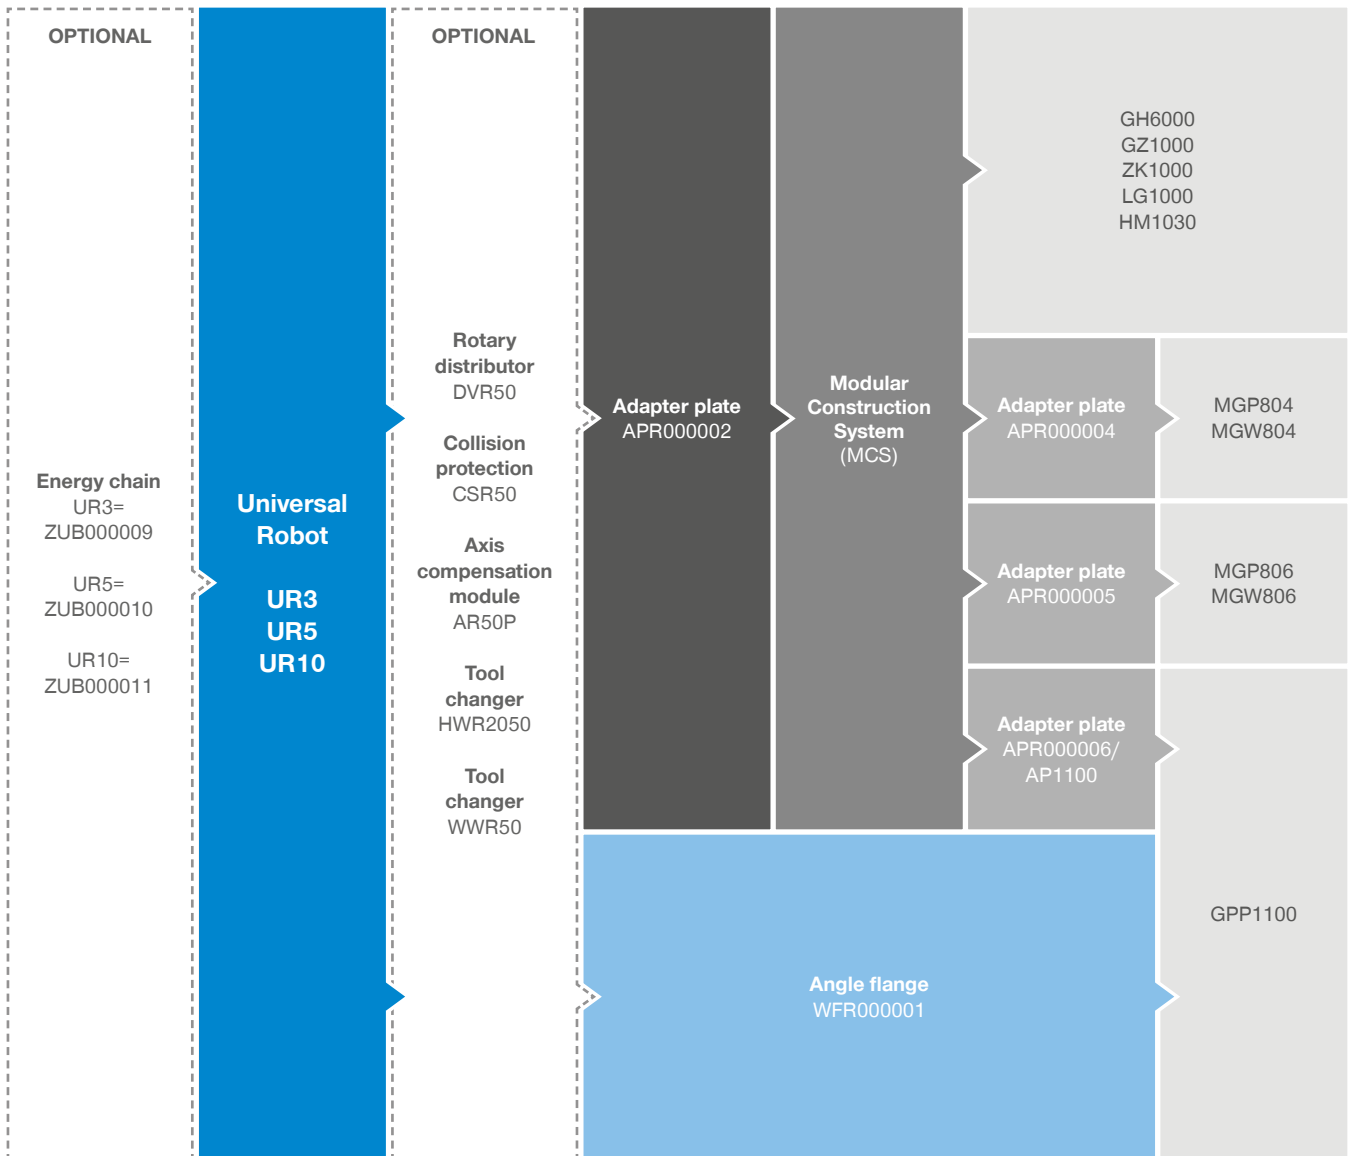 OPTIONAL
Energy chain
UR3=
ZUB000009
UR5=
ZUB000010
UR10=
ZUB000011
Universal
Robot
UR3
UR5
UR10
OPTIONAL
Rotary
distributor
DVR50
Collision
protection
CSR50
Axis
compensation
module
AR50P
Tool
changer
HWR2050
Tool
changer
WWR50
Adapter plate
APR000002
Modular
Construction
System
(MCS)
GH6000
GZ1000
ZK1000
LG1000
HM1030
Adapter plate
APR000004
MGP804
MGW804
Adapter plate
APR000005
MGP806
MGW806
Adapter plate
APR000006/
AP1100
GPP1100
Angle flange
WFR000001